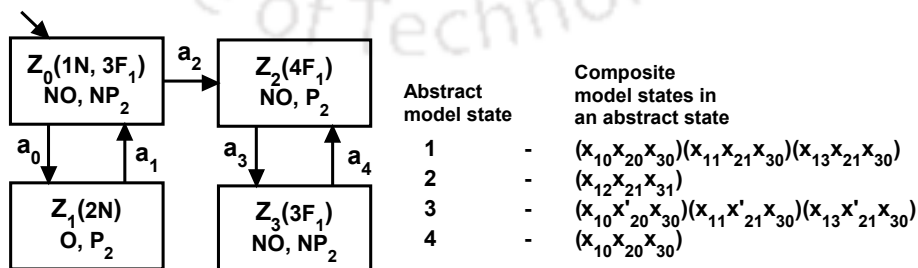 of Technology
Z₀(1N, 3F₁)
NO, NP₂
a₂
Z₂(4F₁)
NO, P₂
a₀
a₁
a₃
a₄
Z₁(2N)
O, P₂
Z₃(3F₁)
NO, NP₂
Abstract
model state
Composite
model states in
an abstract state
1 - (x₁₀x₂₀x₃₀)(x₁₁x₂₁x₃₀)(x₁₃x₂₁x₃₀)
2 - (x₁₂x₂₁x₃₁)
3 - (x₁₀x'₂₀x₃₀)(x₁₁x'₂₁x₃₀)(x₁₃x'₂₁x₃₀)
4 - (x₁₀x₂₀x₃₀)